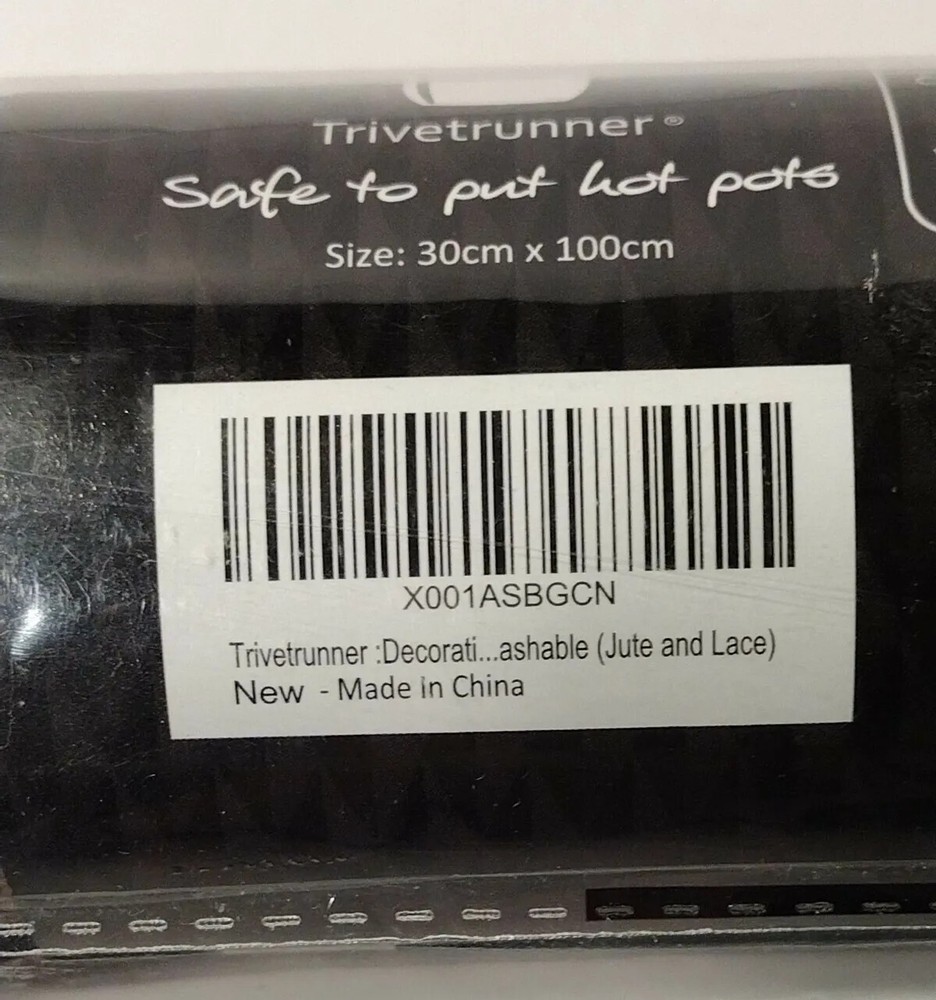 Trivetrunner®
Safe to put hot pots
Size: 30cm x 100cm
X001ASBGCN
Trivetrunner :Decorati...ashable (Jute and Lace)
New - Made in China